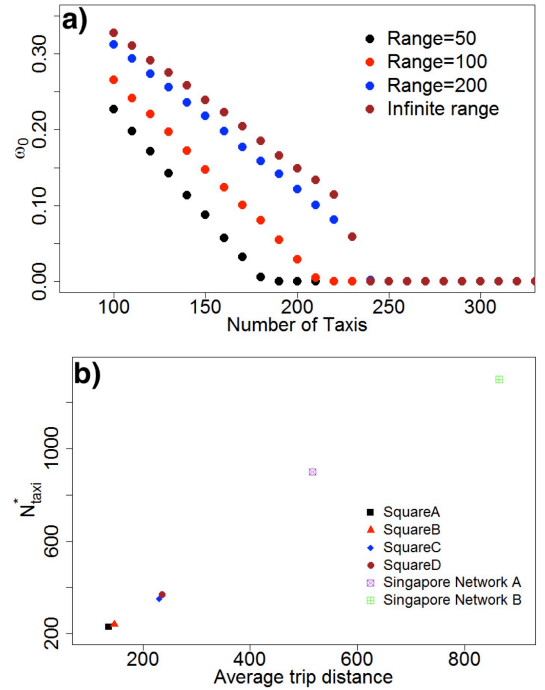 a)
Range=50
Range=100
Range=200
Infinite range
0.30
0.20
0.10
0.00
ω₀
100 150 200 250 300
Number of Taxis
b)
1000
600
200
N*taxi
SquareA
SquareB
SquareC
SquareD
Singapore Network A
Singapore Network B
200 400 600 800
Average trip distance